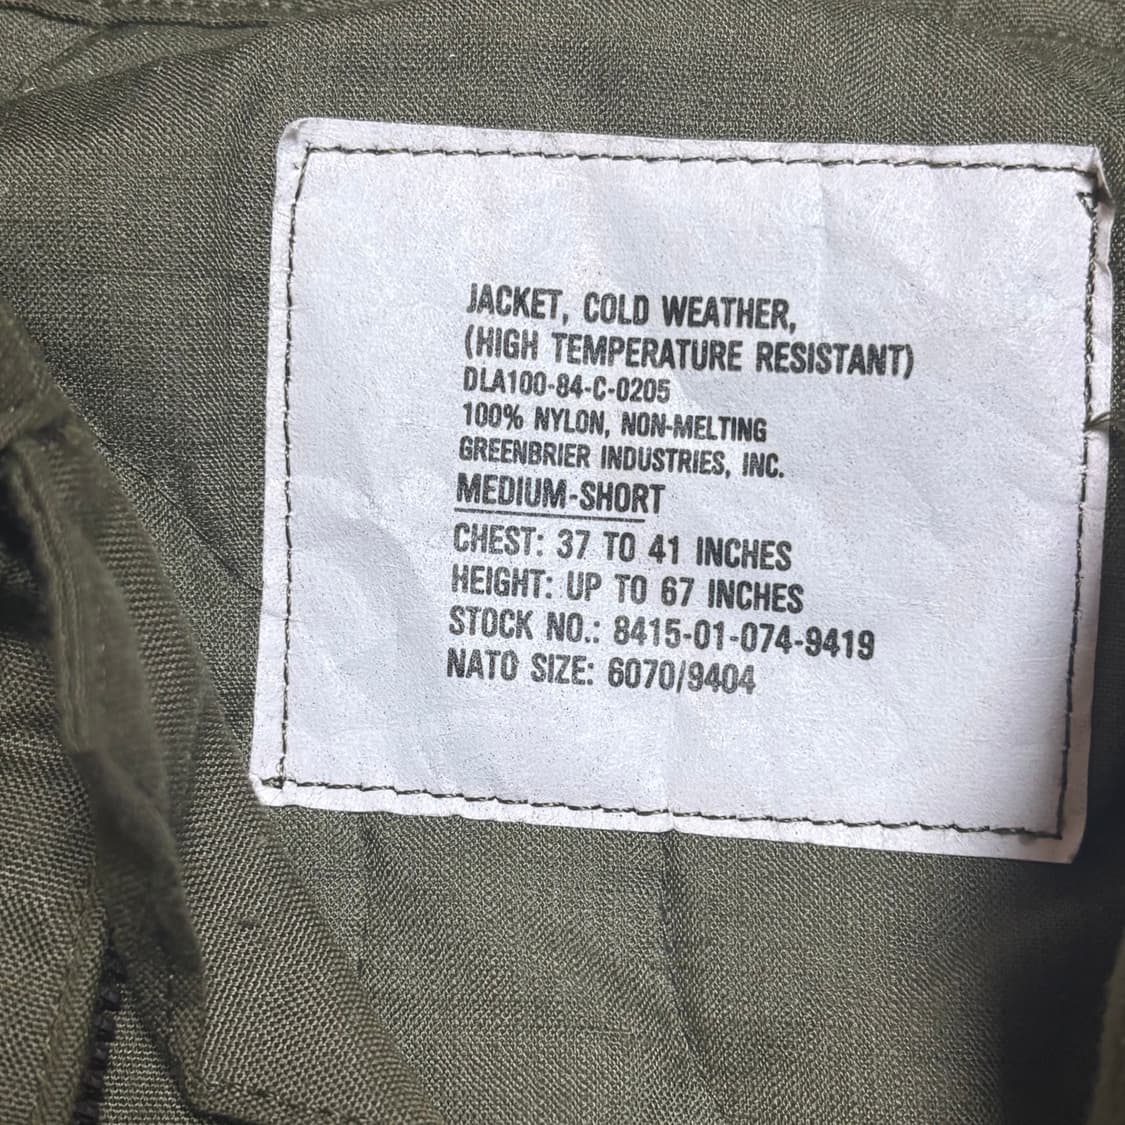 JACKET, COLD WEATHER,
(HIGH TEMPERATURE RESISTANT)
DLA100-84-C-0205
100% NYLON, NON-MELTING
GREENBRIER INDUSTRIES, INC.
MEDIUM-SHORT
CHEST: 37 TO 41 INCHES
HEIGHT: UP TO 67 INCHES
STOCK NO.: 8415-01-074-9419
NATO SIZE: 6070/9404